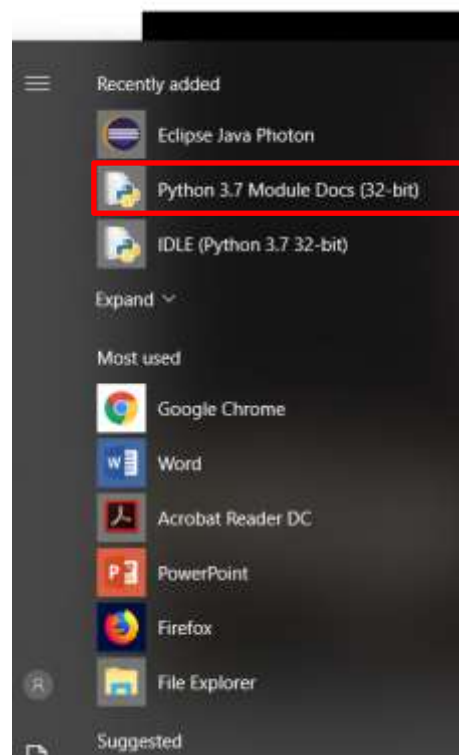 Recently added
Eclipse Java Photon
Python 3.7 Module Docs (32-bit)
IDLE (Python 3.7 32-bit)
Expand
Most used
Google Chrome
Word
Acrobat Reader DC
PowerPoint
Firefox
File Explorer
Suggested